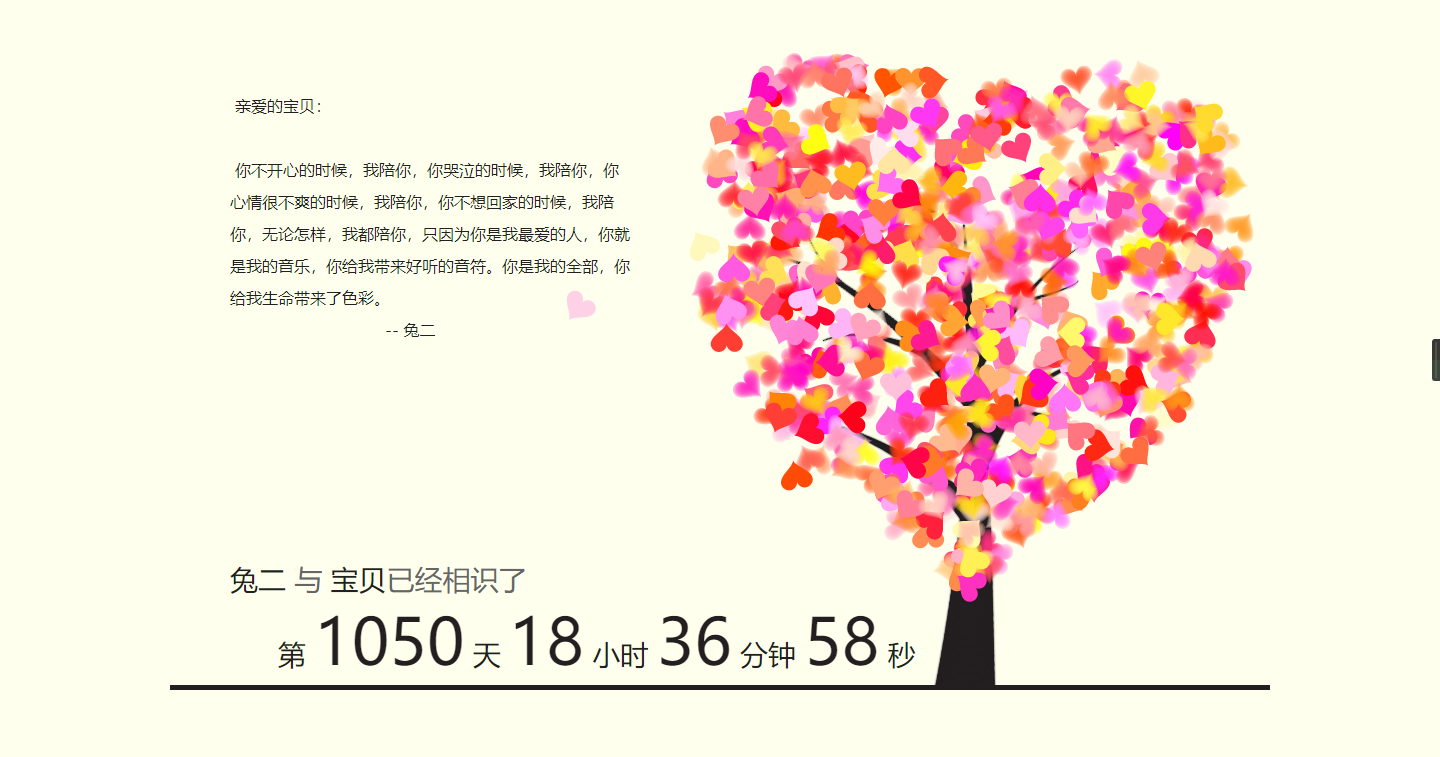 亲爱的宝贝：
你不开心的时候，我陪你，你哭泣的时候，我陪你，你
心情很不爽的时候，我陪你，你不想回家的时候，我陪
你，无论怎样，我都陪你，只因为你是我最爱的人，你就
是我的音乐，你给我带来好听的音符。你是我的全部，你
给我生命带来了色彩。
-- 兔二
兔二 与 宝贝已经相识了
第 1050 天 18 小时 36 分钟 58 秒